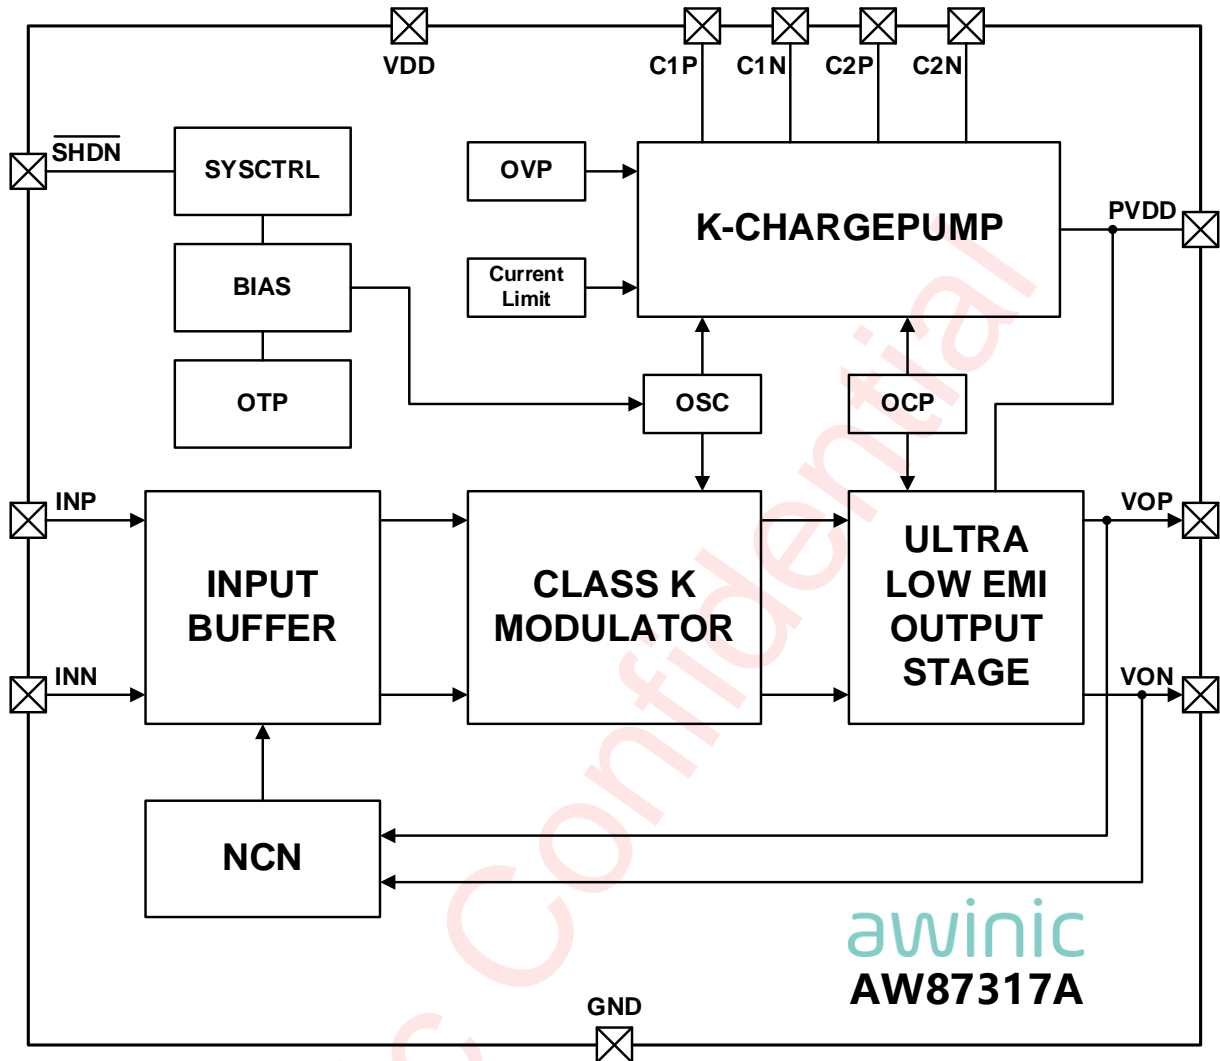 VDD
C1P
C1N
C2P
C2N
SHDN
SYSCTRL
OVP
K-CHARGEPUMP
PVDD
BIAS
Current
Limit
OTP
OSC
OCP
INP
VOP
INPUT
BUFFER
CLASS K
MODULATOR
ULTRA
LOW EMI
OUTPUT
STAGE
INN
VON
NCN
awinic
AW87317A
GND
c Confidential